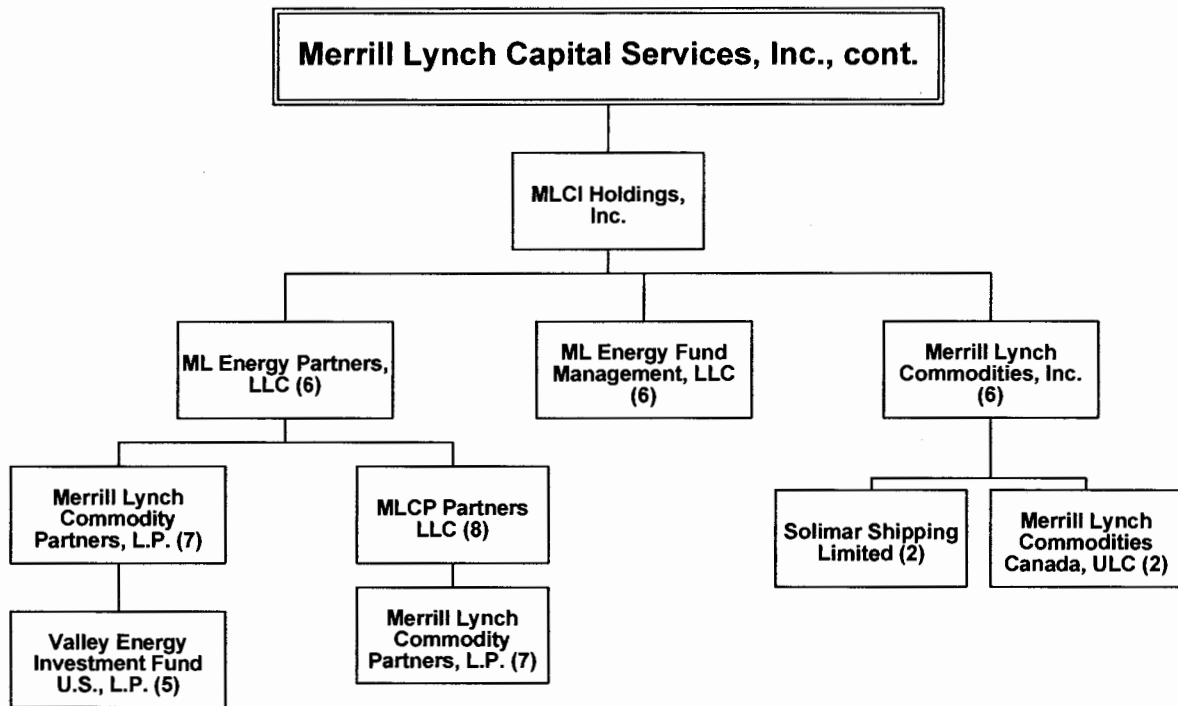 Merrill Lynch Capital Services, Inc., cont.
MLCI Holdings,
Inc.
ML Energy Partners,
LLC (6)
ML Energy Fund
Management, LLC
(6)
Merrill Lynch
Commodities, Inc.
(6)
Merrill Lynch
Commodity
Partners, L.P. (7)
MLCP Partners
LLC (8)
Solimar Shipping
Limited (2)
Merrill Lynch
Commodities
Canada, ULC (2)
Valley Energy
Investment Fund
U.S., L.P. (5)
Merrill Lynch
Commodity
Partners, L.P. (7)